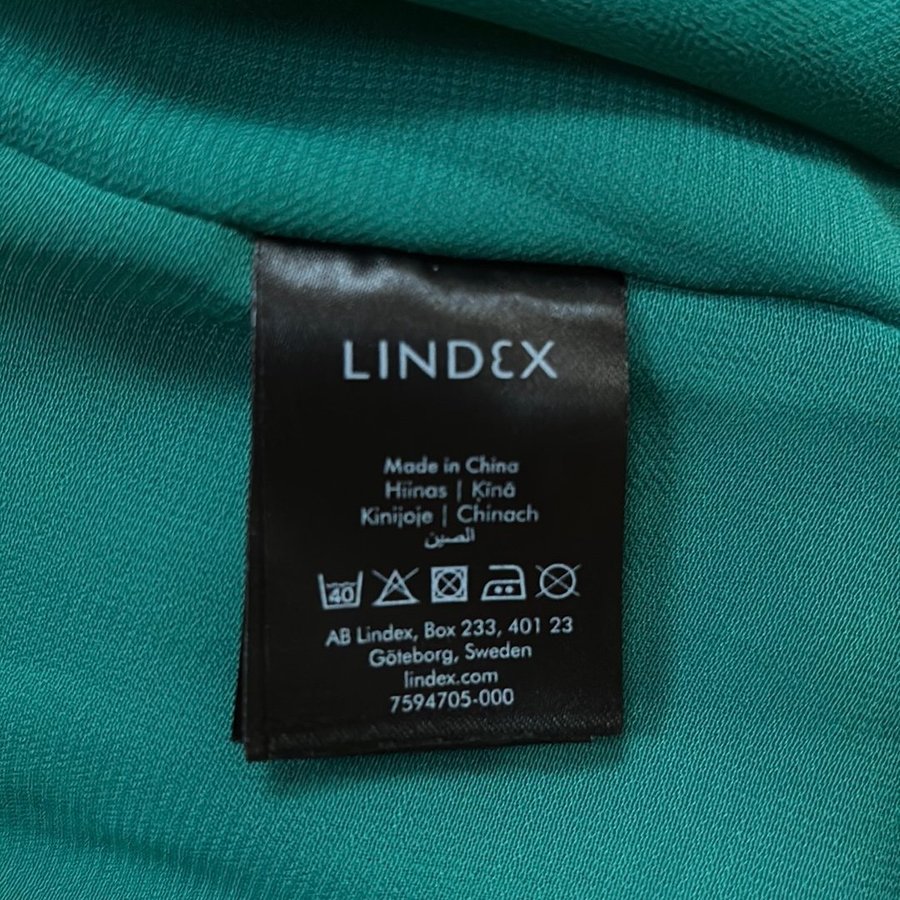 LINDEX
Made in China
Hiinas | Ķīnā
Kinijoje | Chinach
الصين
40
AB Lindex, Box 233, 401 23
Göteborg, Sweden
lindex.com
7594705-000